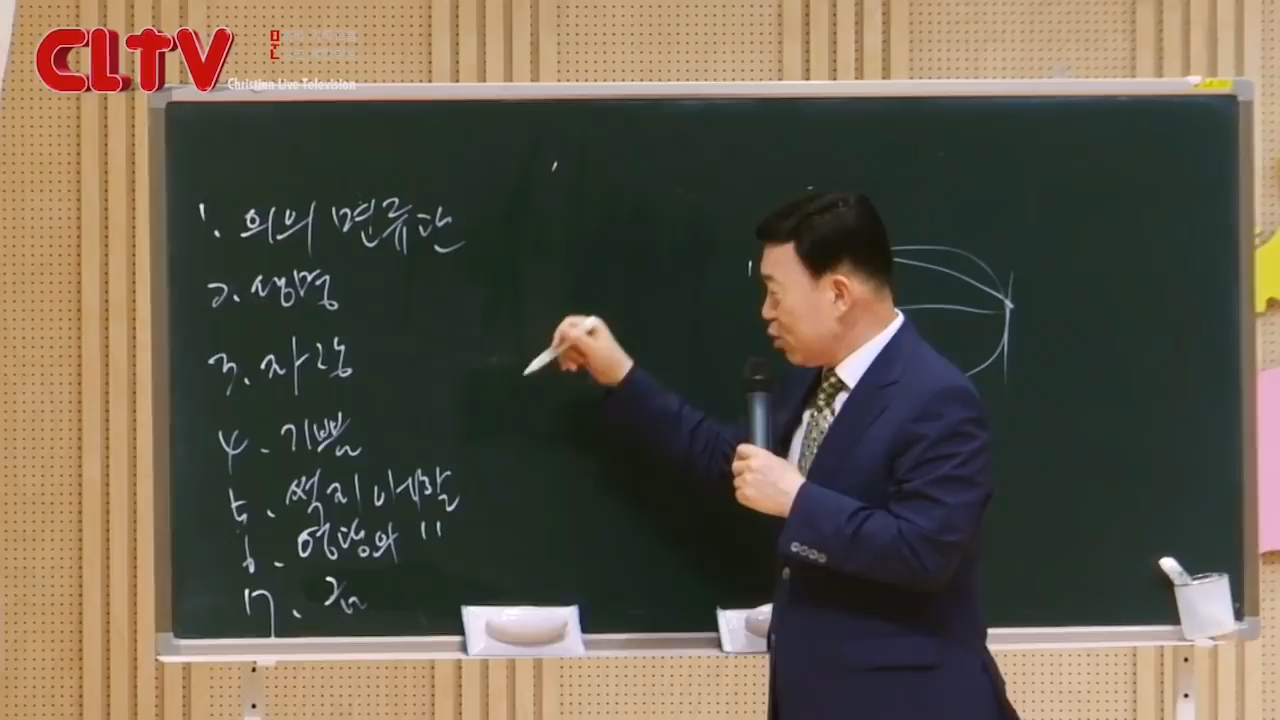 CLTV
Christian Live Television
1. 의의 면류관
2. 생명
3. 자랑
4. 기쁨
5. 썩지아니할
6. 영광의 "
7. 금